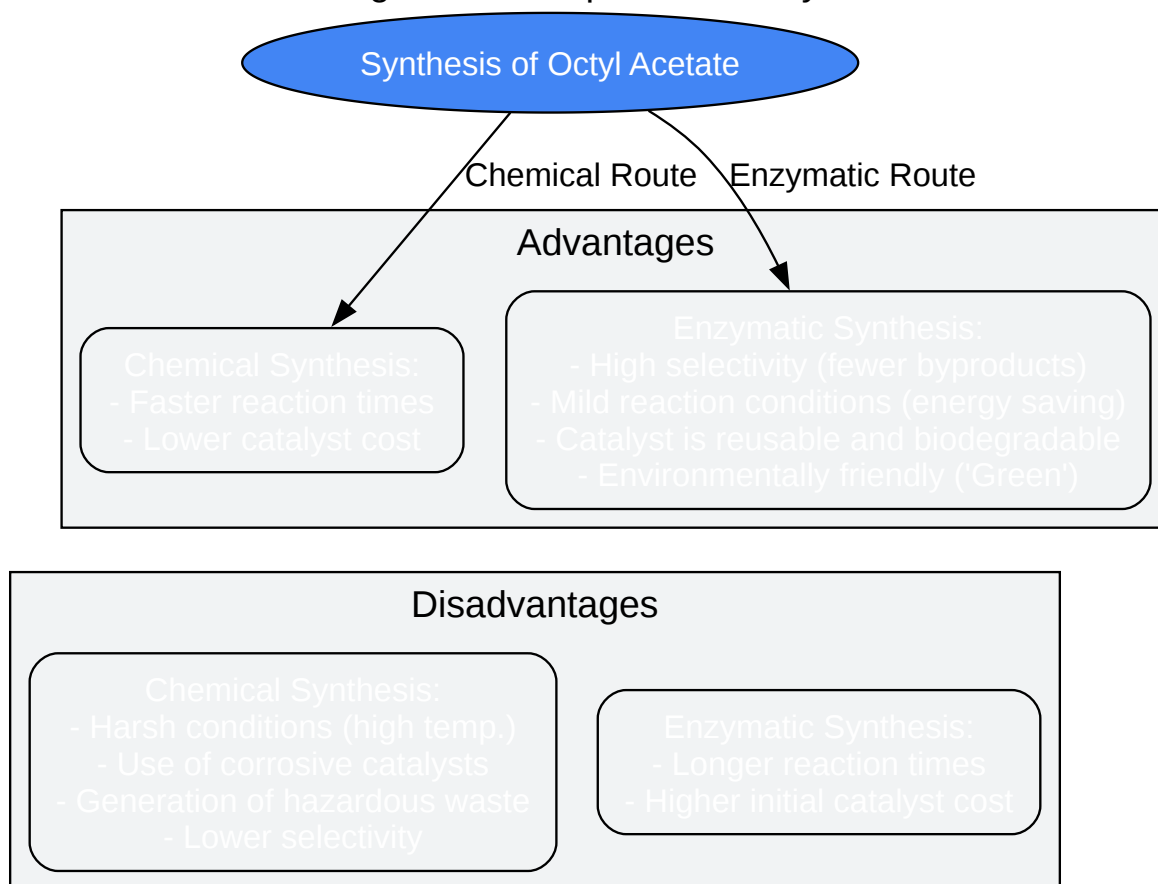 Synthesis of Octyl Acetate
Chemical Route
Enzymatic Route
Advantages
Chemical Synthesis:
- Faster reaction times
- Lower catalyst cost
Enzymatic Synthesis:
- High selectivity (fewer byproducts)
- Mild reaction conditions (energy saving)
- Catalyst is reusable and biodegradable
- Environmentally friendly ('Green')
Disadvantages
Chemical Synthesis:
- Harsh conditions (high temp.)
- Use of corrosive catalysts
- Generation of hazardous waste
- Lower selectivity
Enzymatic Synthesis:
- Longer reaction times
- Higher initial catalyst cost